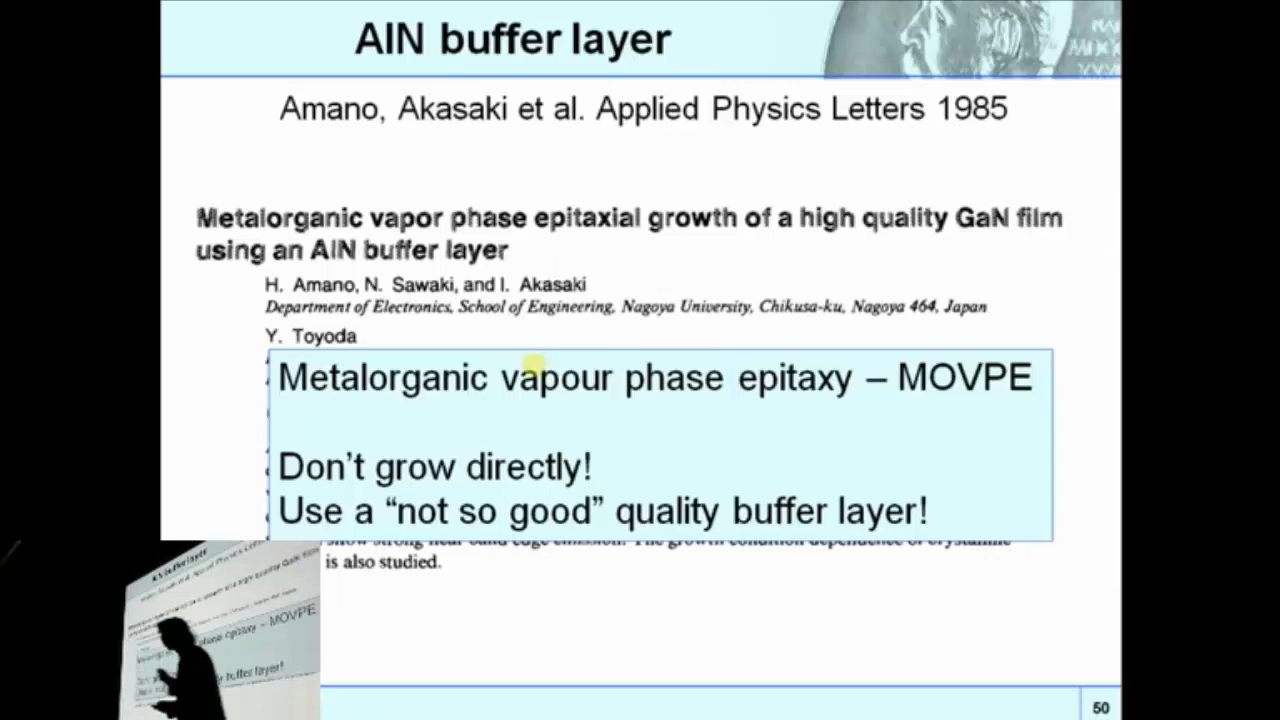 AlN buffer layer
Amano, Akasaki et al. Applied Physics Letters 1985
Metalorganic vapor phase epitaxial growth of a high quality GaN film
using an AlN buffer layer
H. Amano, N. Sawaki, and I. Akasaki
Department of Electronics, School of Engineering, Nagoya University, Chikusa-ku, Nagoya 464, Japan
Y. Toyoda
Metalorganic vapour phase epitaxy – MOVPE
Don't grow directly!
Use a “not so good” quality buffer layer!
is also studied.
50